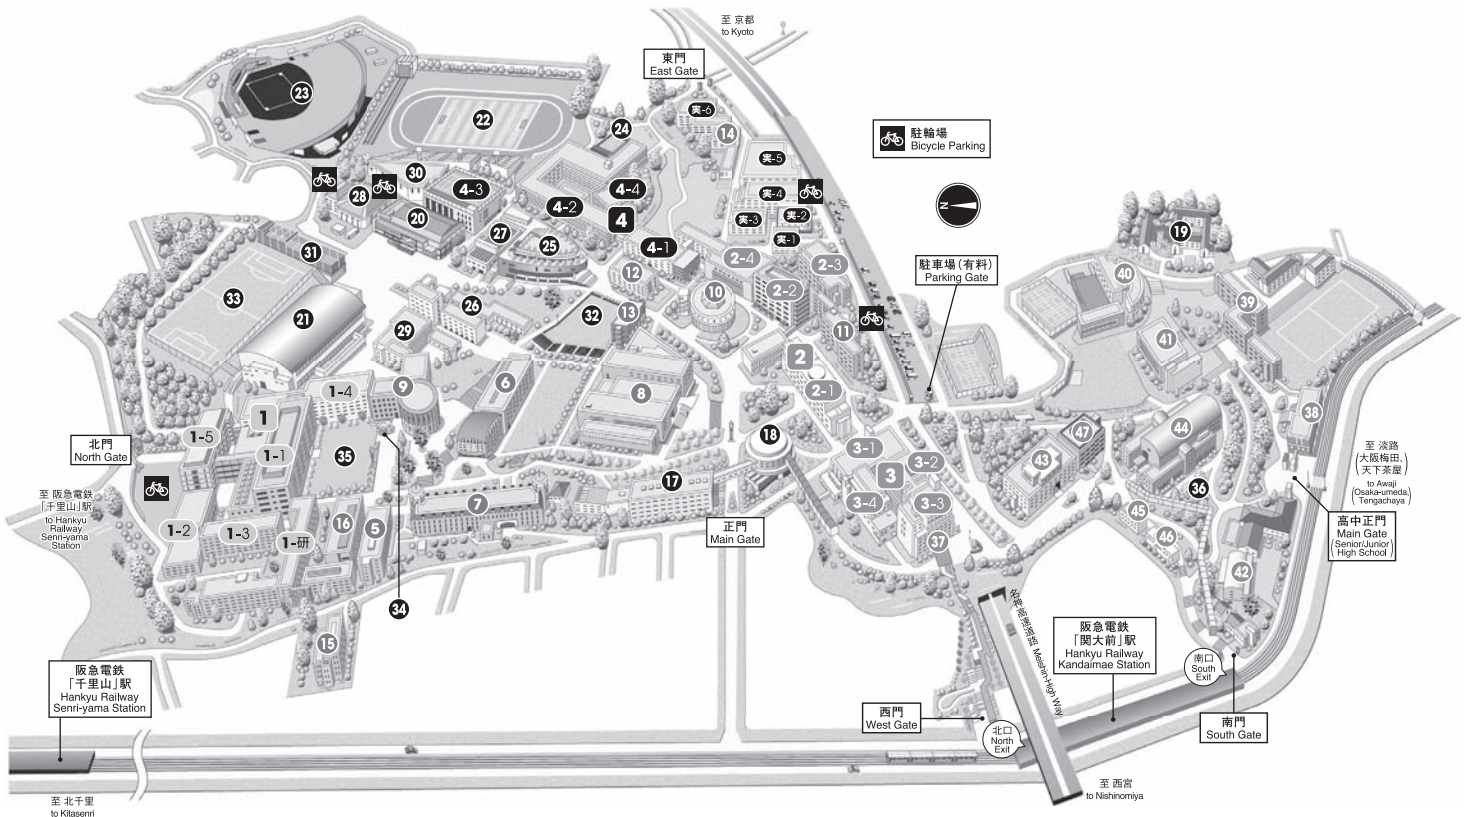 至 京都
to Kyoto
東門
East Gate
駐輪場
Bicycle Parking
N
駐車場(有料)
Parking Gate
北門
North Gate
至 阪急電鉄
「千里山」駅
to Hankyu
Railway
Senri-yama
Station
正門
Main Gate
至 淡路
(大阪梅田、
天下茶屋)
to Awaji
(Osaka-umeda,
Tengachaya)
高中正門
Main Gate
(Senior/Junior
High School)
阪急電鉄
「千里山」駅
Hankyu Railway
Senri-yama Station
阪急電鉄
「関大前」駅
Hankyu Railway
Kandaimae Station
名神高速道路 Meishin-High Way
南口
South
Exit
西門
West Gate
北口
North
Exit
南門
South Gate
至 北千里
to Kitasenri
至 西宮
to Nishinomiya
23
22
24
実-6
14
実-5
30
28
4-3
4-4
実-4
20
4-2
4
実-3
実-2
19
27
25
4-1
実-1
31
12
2-4
2-3
40
33
26
10
2-2
39
21
32
13
11
29
41
1-4
9
6
8
2
2-1
38
1
1-5
18
47
44
1-1
35
3-1
3-2
43
17
3
36
7
3-4
3-3
45
1-2
1-3
16
5
1-研
37
46
42
34
15